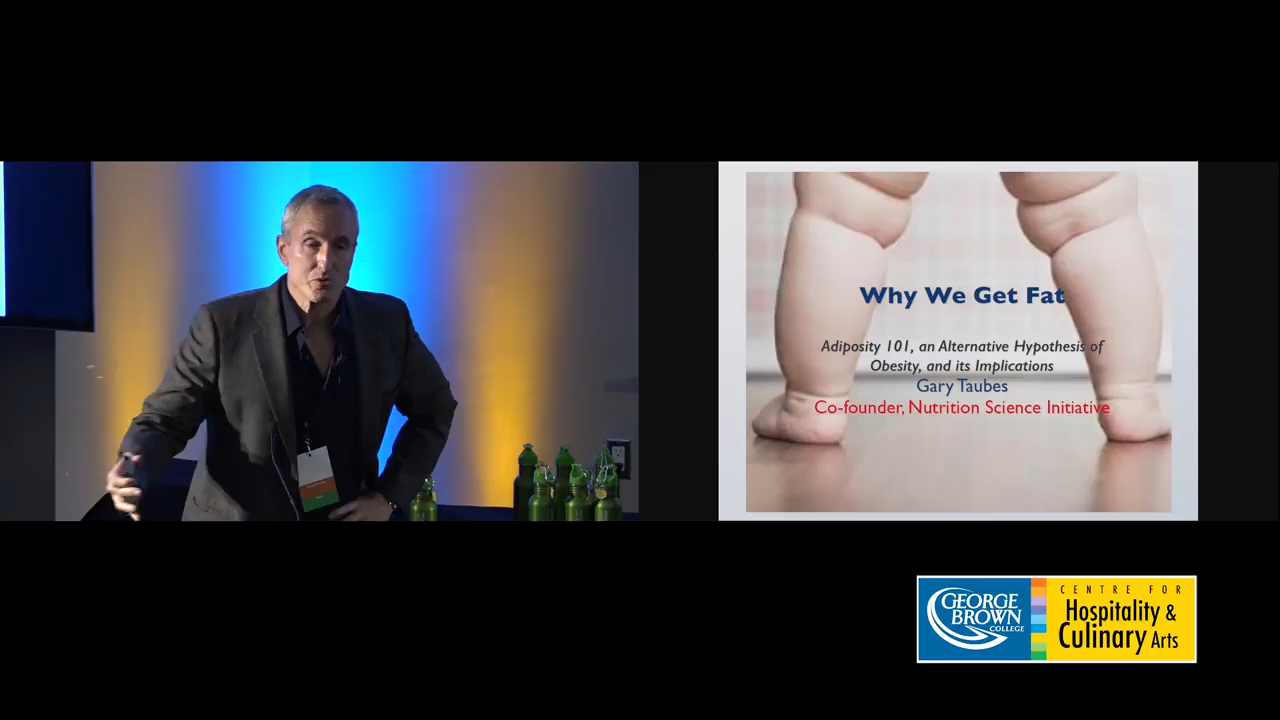 Why We Get Fat
Adiposity 101, an Alternative Hypothesis of
Obesity, and its Implications
Gary Taubes
Co-founder, Nutrition Science Initiative
GEORGE
BROWN
COLLEGE
CENTRE FOR
Hospitality &
Culinary Arts